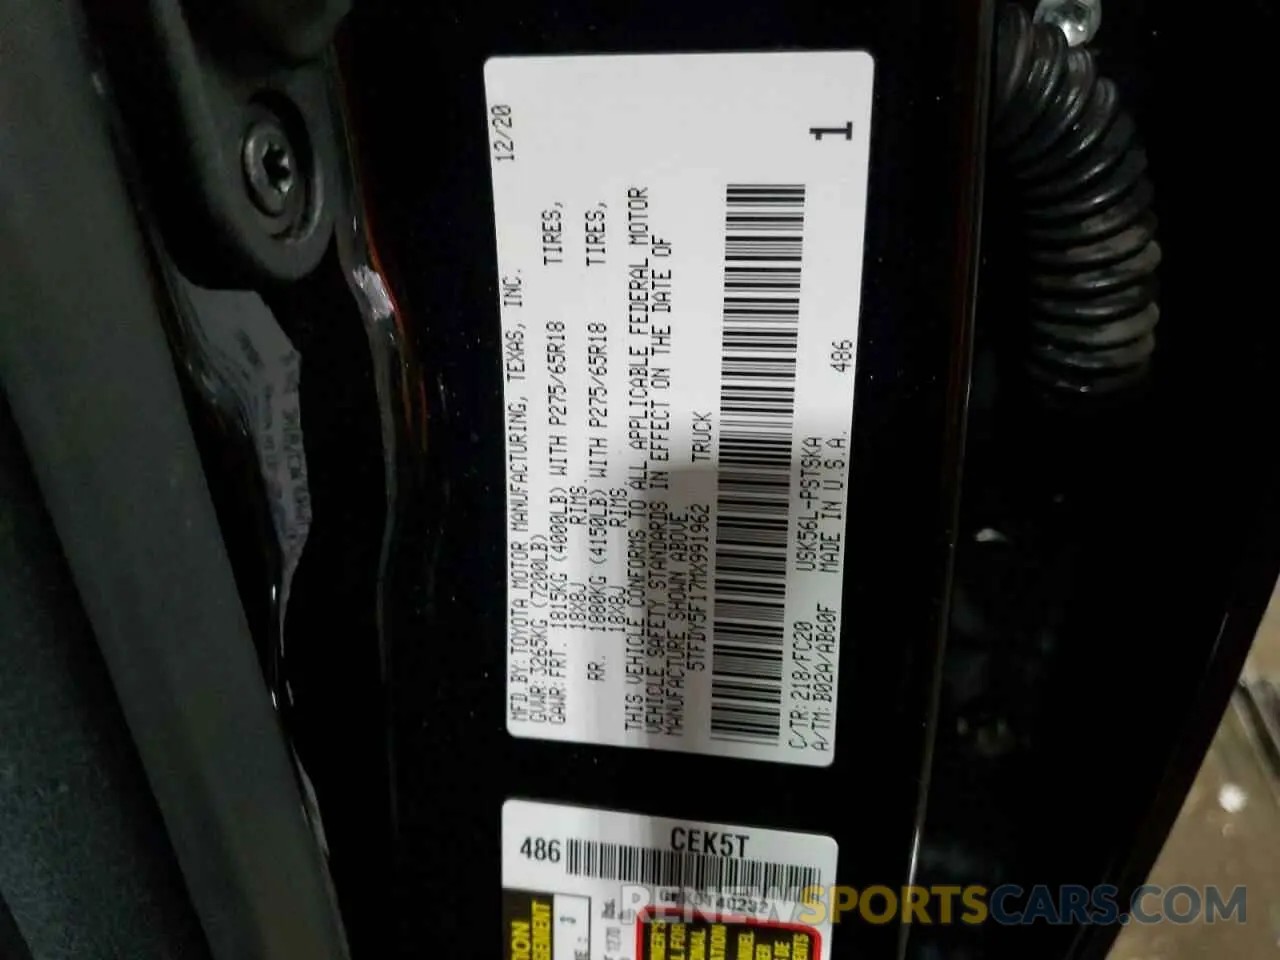 MFD.BY:TOYOTA MOTOR MANUFACTURING, TEXAS, INC. 12/20
GVWR:3265KG (7200LB)
GAWR:FRT. 1815KG (4000LB) WITH P275/65R18 TIRES,
18X8J RIMS.
RR. 1880KG (4150LB) WITH P275/65R18 TIRES,
18X8J RIMS.
THIS VEHICLE CONFORMS TO ALL APPLICABLE FEDERAL MOTOR
VEHICLE SAFETY STANDARDS IN EFFECT ON THE DATE OF
MANUFACTURE SHOWN ABOVE.
5TFDY5F17MX991962 TRUCK
C/TR:218/FC20 USK56L-PSTSKA
A/TM:B02A/AB60F MADE IN U.S.A. 486 1
CEK5T
486
RENEWSPORTSCARS.COM